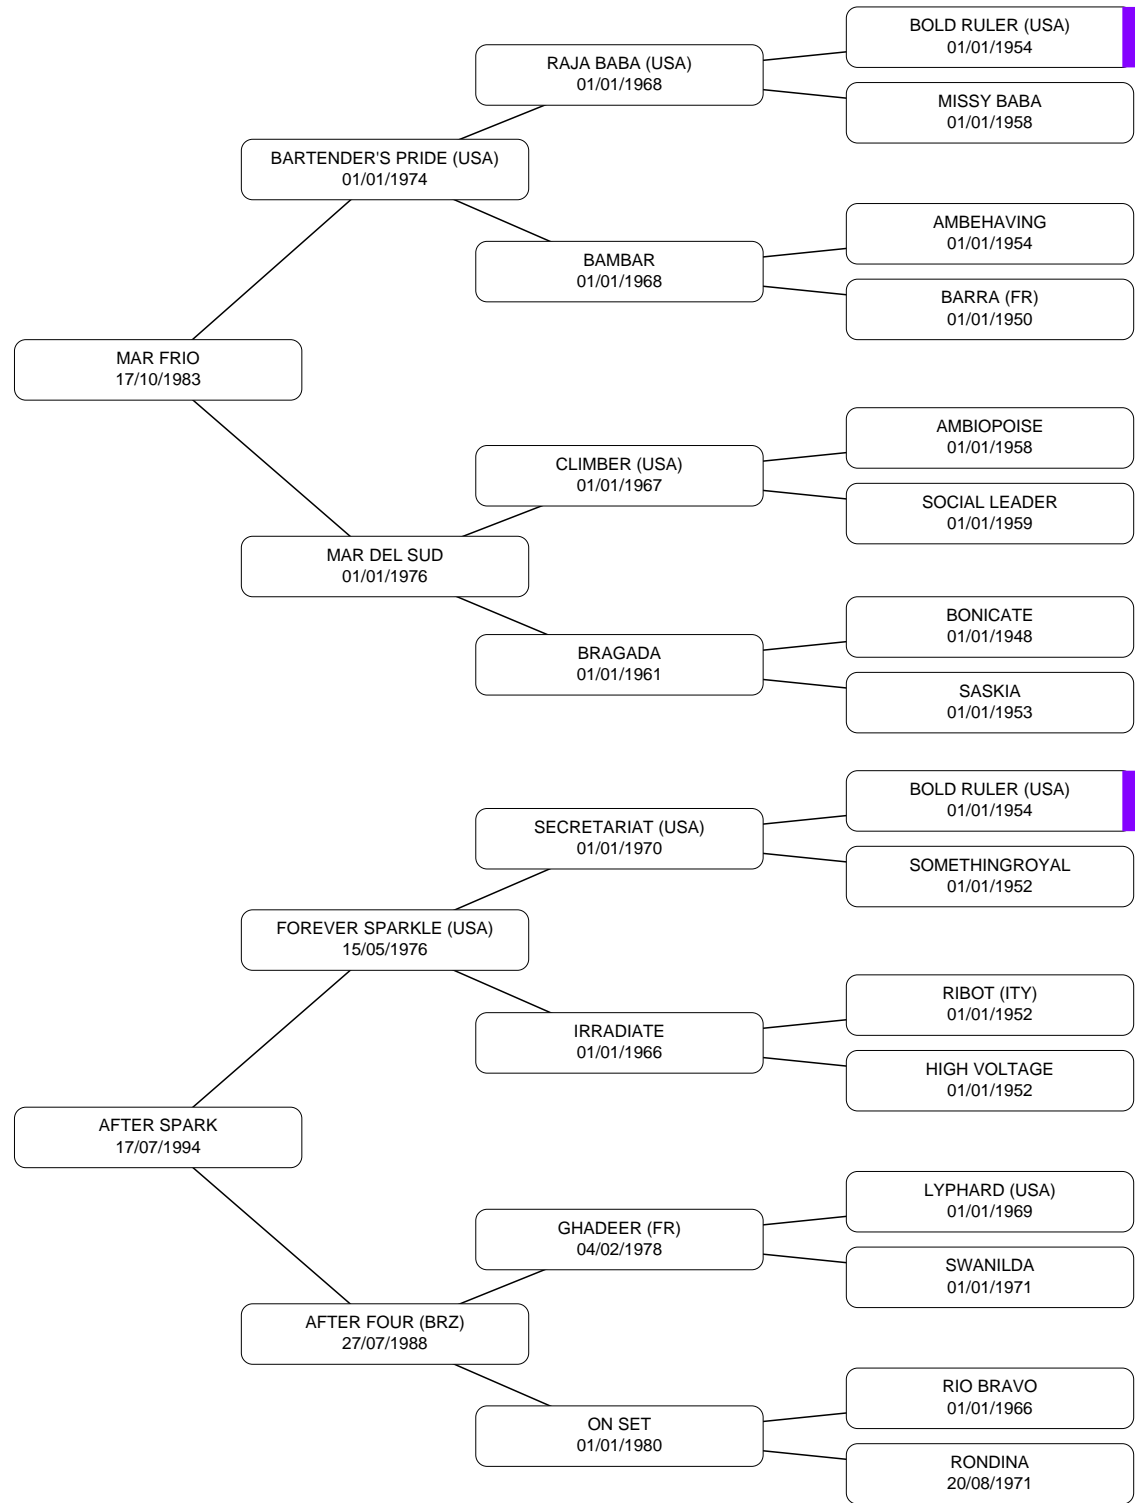 BOLD RULER (USA)
01/01/1954
RAJA BABA (USA)
01/01/1968
MISSY BABA
01/01/1958
BARTENDER'S PRIDE (USA)
01/01/1974
AMBEHAVING
01/01/1954
BAMBAR
01/01/1968
BARRA (FR)
01/01/1950
MAR FRIO
17/10/1983
AMBIOPOISE
01/01/1958
CLIMBER (USA)
01/01/1967
SOCIAL LEADER
01/01/1959
MAR DEL SUD
01/01/1976
BONICATE
01/01/1948
BRAGADA
01/01/1961
SASKIA
01/01/1953
BOLD RULER (USA)
01/01/1954
SECRETARIAT (USA)
01/01/1970
SOMETHINGROYAL
01/01/1952
FOREVER SPARKLE (USA)
15/05/1976
RIBOT (ITY)
01/01/1952
IRRADIATE
01/01/1966
HIGH VOLTAGE
01/01/1952
AFTER SPARK
17/07/1994
LYPHARD (USA)
01/01/1969
GHADEER (FR)
04/02/1978
SWANILDA
01/01/1971
AFTER FOUR (BRZ)
27/07/1988
RIO BRAVO
01/01/1966
ON SET
01/01/1980
RONDINA
20/08/1971